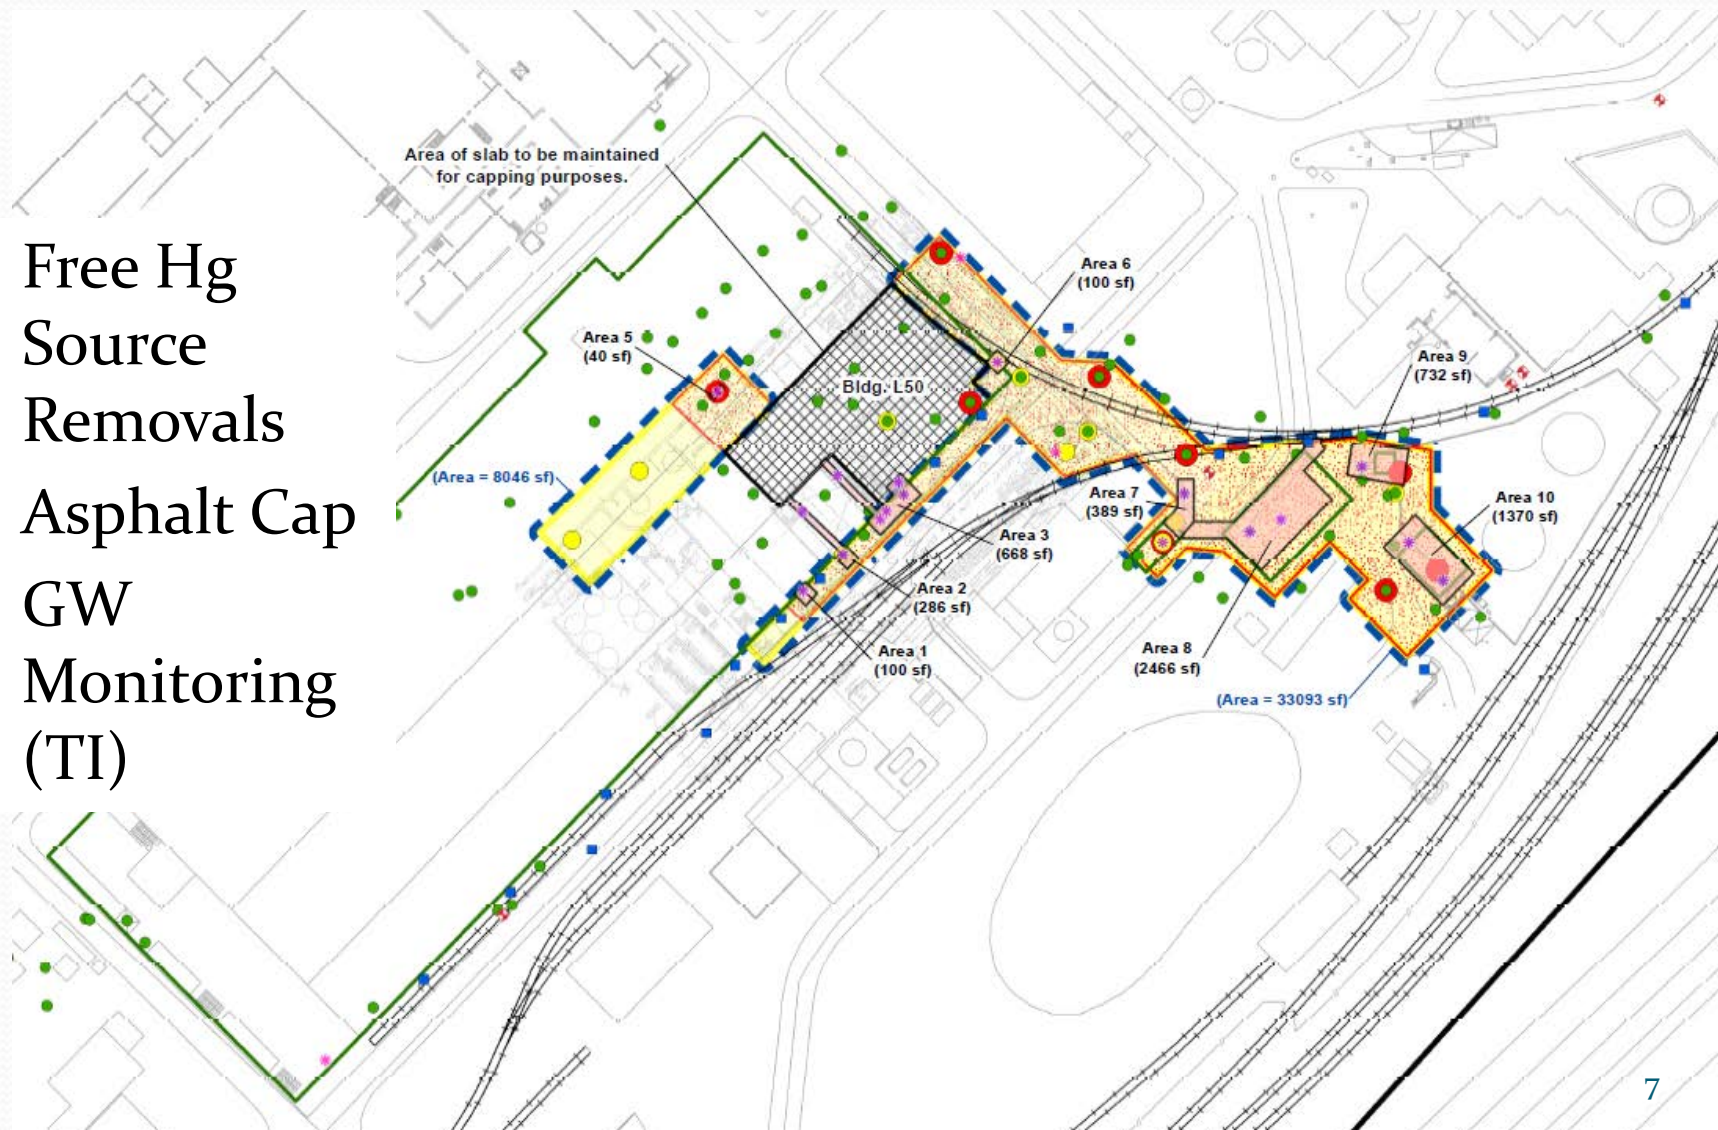 Free Hg
Source
Removals
Asphalt Cap
GW
Monitoring
(TI)
Area of slab to be maintained
for capping purposes.
Area 6
(100 sf)
Area 5
(40 sf)
Area 9
(732 sf)
Bldg. L50
(Area = 8046 sf)
Area 7
(389 sf)
Area 10
(1370 sf)
Area 3
(668 sf)
Area 2
(286 sf)
Area 1
(100 sf)
Area 8
(2466 sf)
(Area = 33093 sf)
7